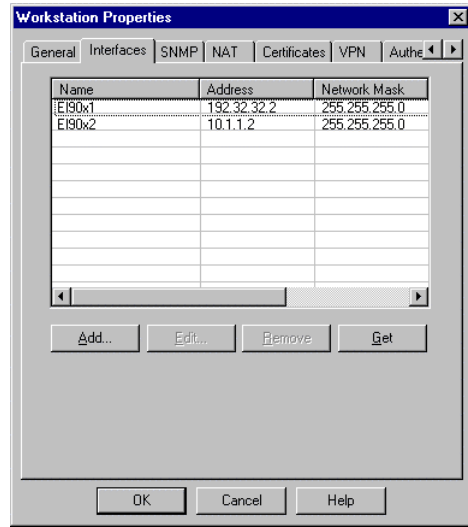 Workstation Properties
General Interfaces SNMP NAT Certificates VPN Authe
Name Address Network Mask
El90x1 192.32.32.2 255.255.255.0
El90x2 10.1.1.2 255.255.255.0
Add... Edit... Remove Get
OK Cancel Help